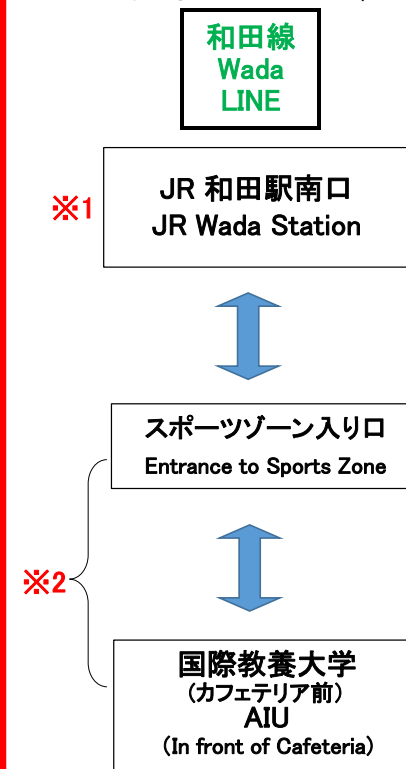 和田線
Wada
LINE
※1
JR 和田駅南口
JR Wada Station
スポーツゾーン入り口
Entrance to Sports Zone
※2
国際教養大学
(カフェテリア前)
AIU
(In front of Cafeteria)